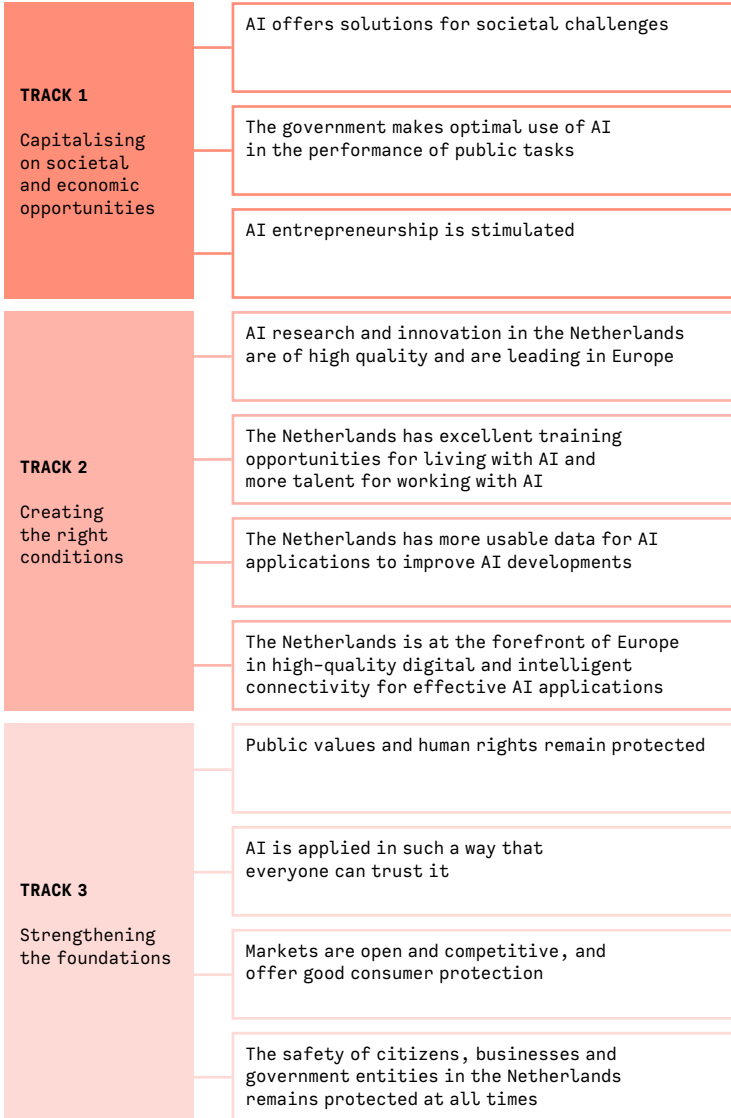 TRACK 1
Capitalising
on societal
and economic
opportunities
AI offers solutions for societal challenges
The government makes optimal use of AI
in the performance of public tasks
AI entrepreneurship is stimulated
TRACK 2
Creating
the right
conditions
AI research and innovation in the Netherlands
are of high quality and are leading in Europe
The Netherlands has excellent training
opportunities for living with AI and
more talent for working with AI
The Netherlands has more usable data for AI
applications to improve AI developments
The Netherlands is at the forefront of Europe
in high-quality digital and intelligent
connectivity for effective AI applications
TRACK 3
Strengthening
the foundations
Public values and human rights remain protected
AI is applied in such a way that
everyone can trust it
Markets are open and competitive, and
offer good consumer protection
The safety of citizens, businesses and
government entities in the Netherlands
remains protected at all times